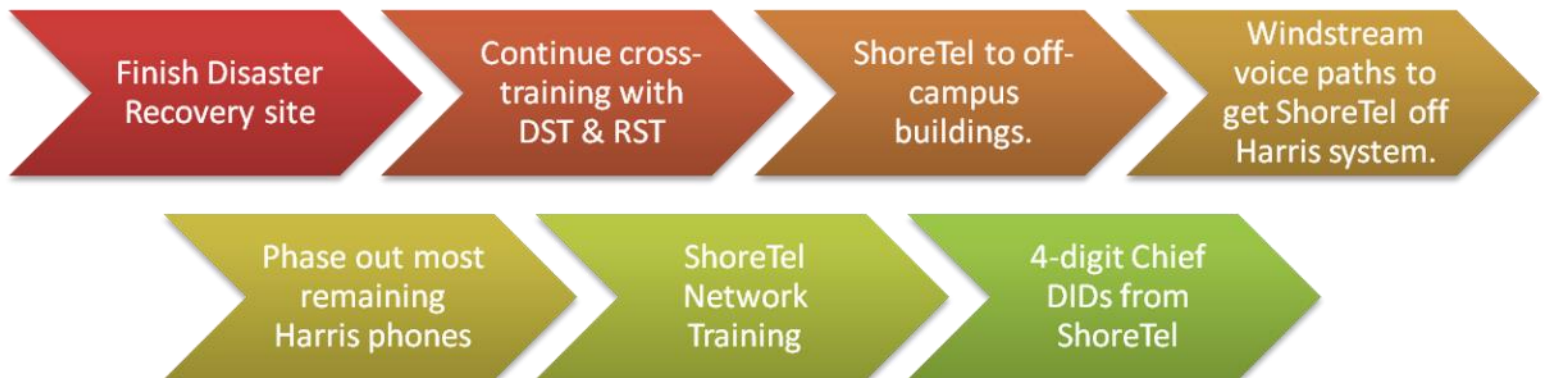 Finish Disaster
Recovery site
Continue cross-
training with
DST & RST
ShoreTel to off-
campus
buildings.
Windstream
voice paths to
get ShoreTel off
Harris system.
Phase out most
remaining
Harris phones
ShoreTel
Network
Training
4-digit Chief
DIDs from
ShoreTel